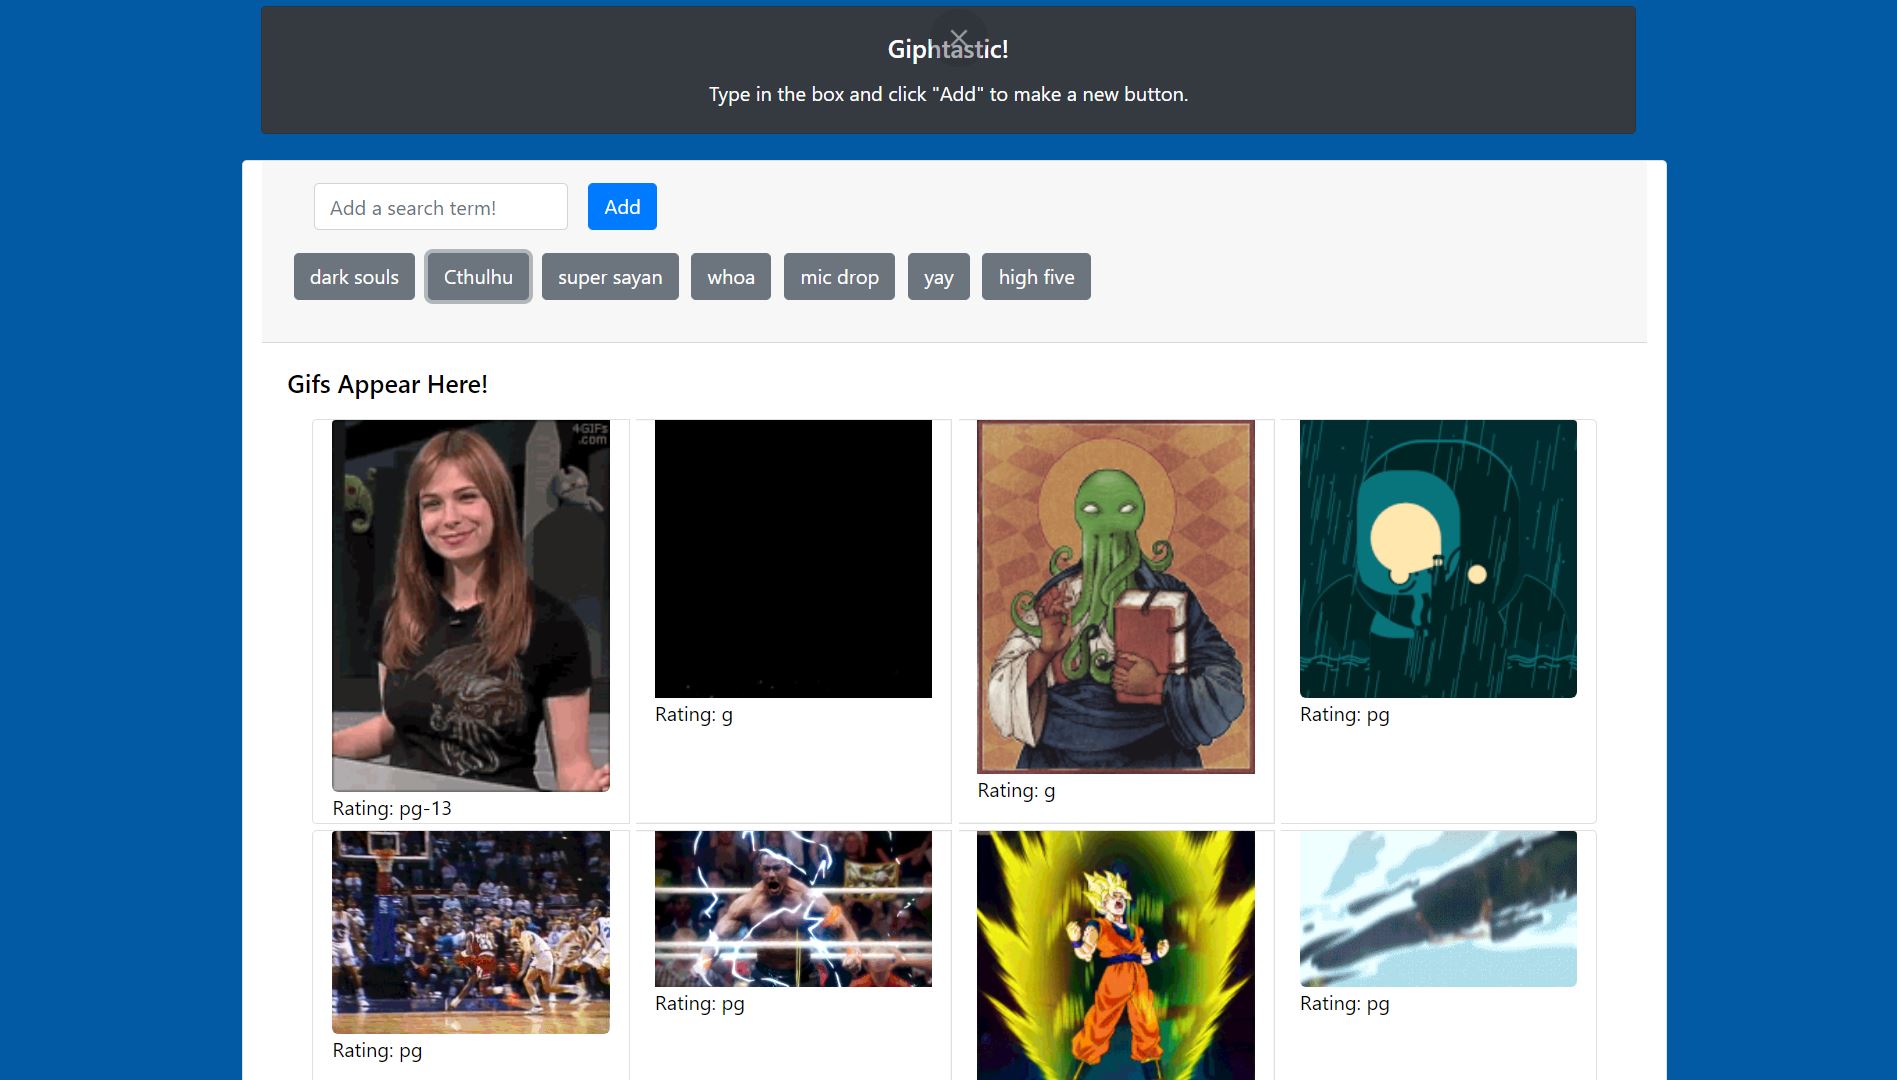 Giphtastic!
Type in the box and click "Add" to make a new button.
Add a search term!
Add
dark souls
Cthulhu
super sayan
whoa
mic drop
yay
high five
Gifs Appear Here!
4GIFs
.com
Rating: pg-13
Rating: g
Rating: g
Rating: pg
Rating: pg
Rating: pg
Rating: pg